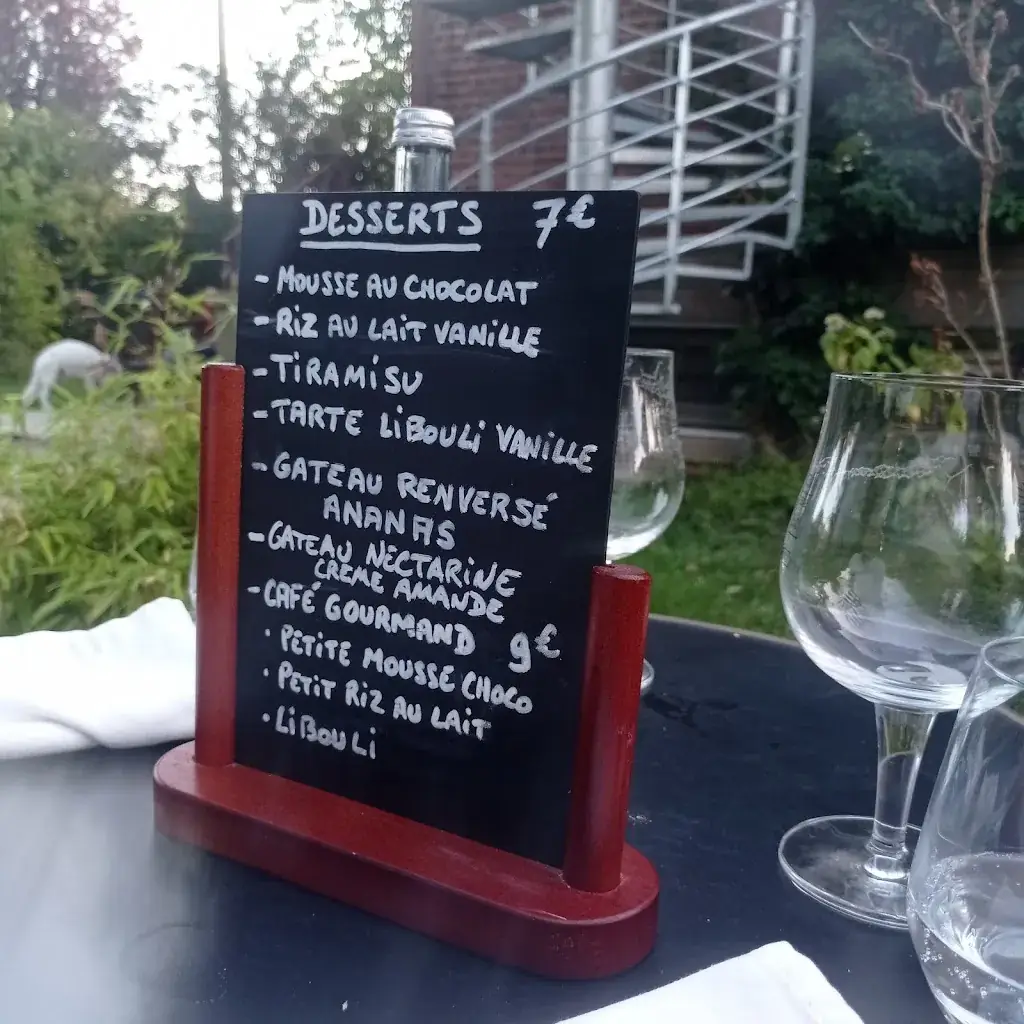 DESSERTS 7€
- MOUSSE AU CHOCOLAT
- RIZ AU LAIT VANILLE
- TIRAMISU
- TARTE LIBOULI VANILLE
- GATEAU RENVERSÉ
ANANAS
- GATEAU NECTARINE
CREME AMANDE
- CAFÉ GOURMAND 9€
· PETITE MOUSSE CHOCO
· PETIT RIZ AU LAIT
· LIBOULI